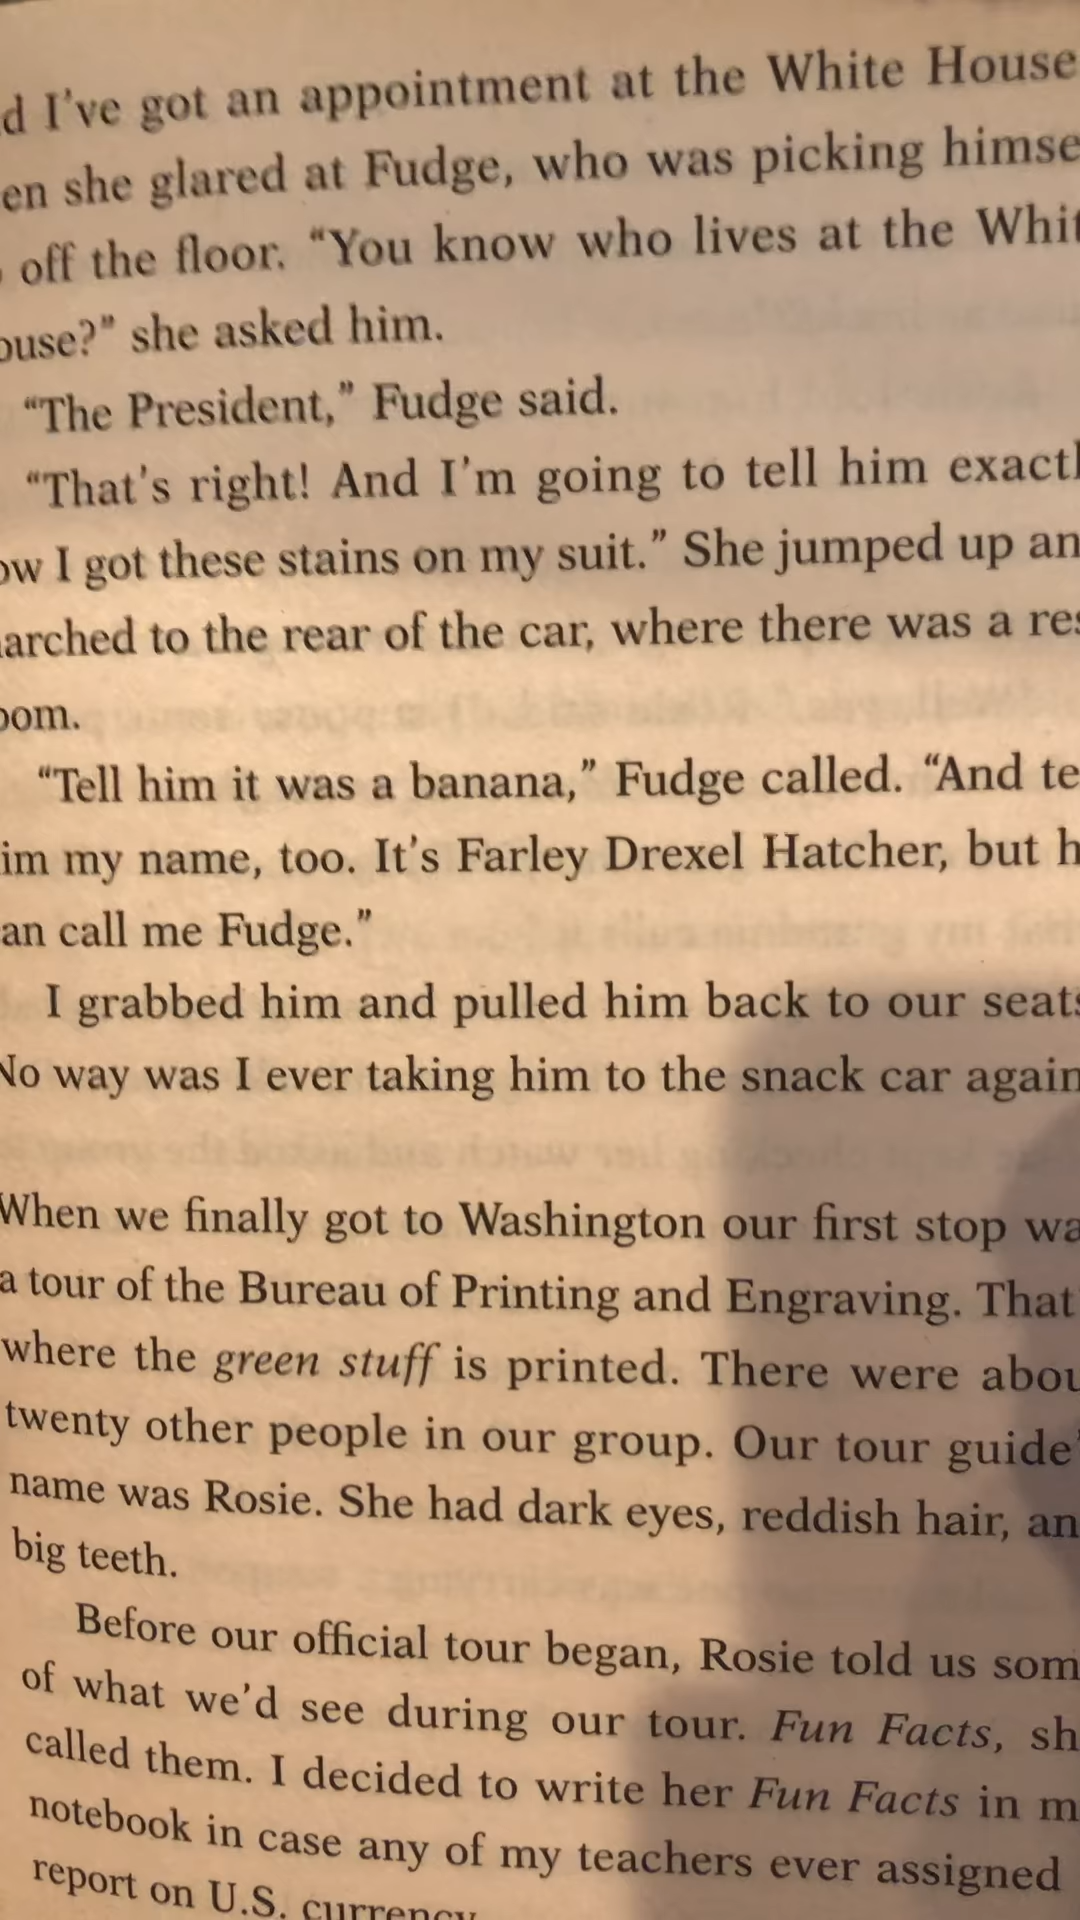 d I've got an appointment at the White House
en she glared at Fudge, who was picking himse
off the floor. “You know who lives at the Whit
ouse?” she asked him.
“The President,” Fudge said.
“That's right! And I'm going to tell him exactl
ow I got these stains on my suit.” She jumped up an
arched to the rear of the car, where there was a res
oom.
“Tell him it was a banana,” Fudge called. “And te
im my name, too. It's Farley Drexel Hatcher, but h
an call me Fudge.”
I grabbed him and pulled him back to our seats
No way was I ever taking him to the snack car again
When we finally got to Washington our first stop wa
a tour of the Bureau of Printing and Engraving. That
where the green stuff is printed. There were abou
twenty other people in our group. Our tour guide'
name was Rosie. She had dark eyes, reddish hair, an
big teeth.
Before our official tour began, Rosie told us som
of what we'd see during our tour. Fun Facts, sh
called them. I decided to write her Fun Facts in m
notebook in case any of my teachers ever assigned
report on U.S. currency